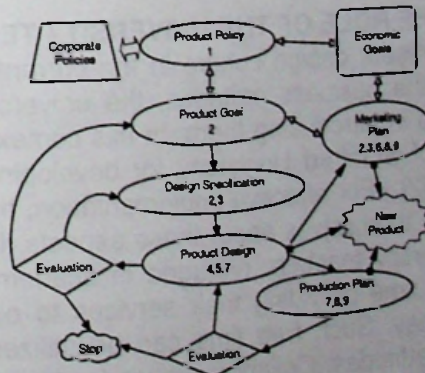 Corporate
Policies
Product Policy
1
Economic
Goals
Product Goal
2
Marketing
Plan
2,3,6,8,9
Design Specification
2,3
New
Product
Evaluation
Product Design
4,5,7
Production Plan
7,8,9
Stop
Evaluation